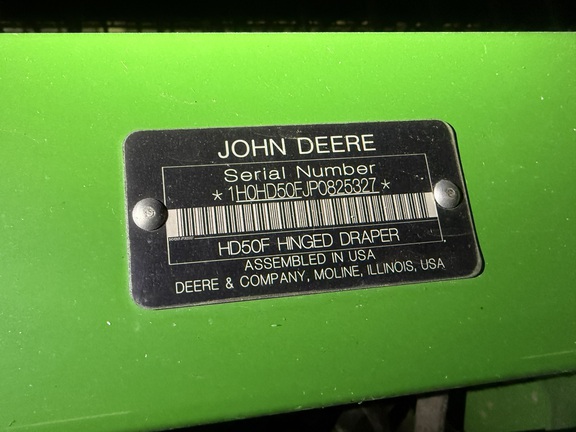 JOHN DEERE
Serial Number
*1H0HD50FJP0825327*
HD50F HINGED DRAPER
ASSEMBLED IN USA
DEERE & COMPANY, MOLINE, ILLINOIS, USA